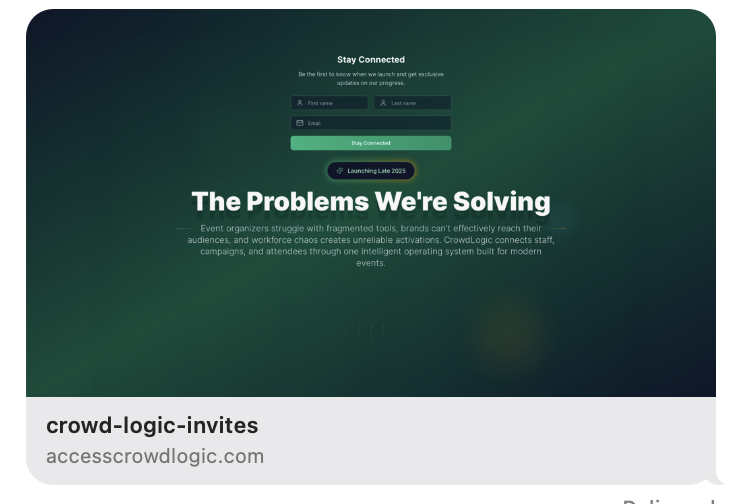 Stay Connected
Be the first to know when we launch and get exclusive
updates on our progress.
First name
Last name
Email
Stay Connected
Launching Late 2025
The Problems We're Solving
Event organizers struggle with fragmented tools, brands can't effectively reach their
audiences, and workforce chaos creates unreliable activations. CrowdLogic connects staff,
campaigns, and attendees through one intelligent operating system built for modern
events.
crowd-logic-invites
accesscrowdlogic.com